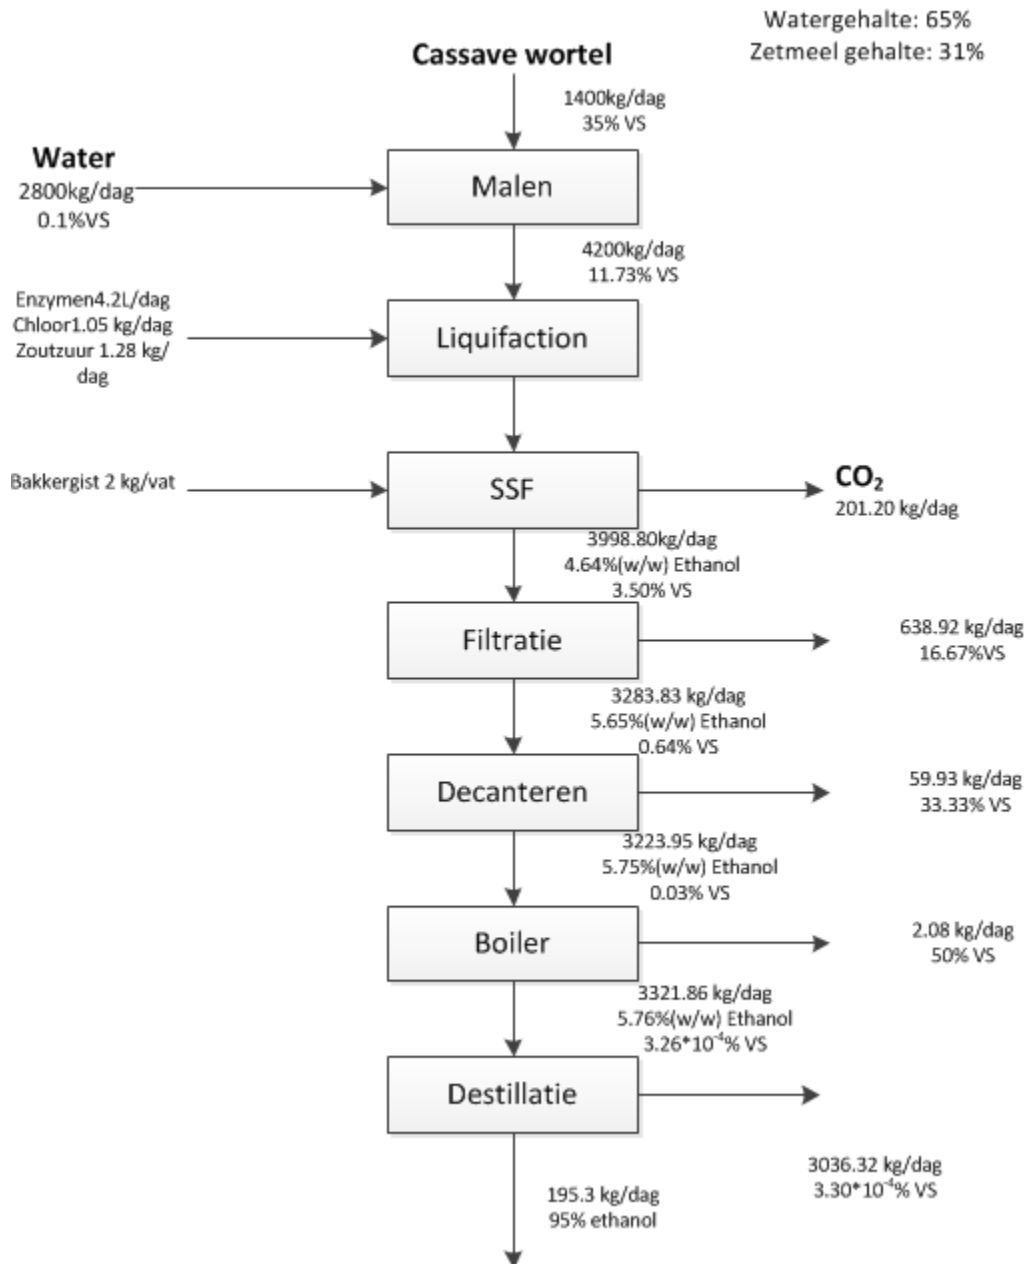 Watergehalte: 65%
Zetmeel gehalte: 31%
Cassave wortel
1400kg/dag
35% VS
Water
2800kg/dag
0.1%VS
Malen
4200kg/dag
11.73% VS
Enzymen4.2L/dag
Chloor1.05 kg/dag
Zoutzuur 1.28 kg/
dag
Liquifaction
Bakkergist 2 kg/vat
SSF
CO₂
201.20 kg/dag
3998.80kg/dag
4.64%(w/w) Ethanol
3.50% VS
Filtratie
638.92 kg/dag
16.67%VS
3283.83 kg/dag
5.65%(w/w) Ethanol
0.64% VS
Decanteren
59.93 kg/dag
33.33% VS
3223.95 kg/dag
5.75%(w/w) Ethanol
0.03% VS
Boiler
2.08 kg/dag
50% VS
3321.86 kg/dag
5.76%(w/w) Ethanol
3.26*10⁻⁴% VS
Destillatie
3036.32 kg/dag
3.30*10⁻⁴% VS
195.3 kg/dag
95% ethanol